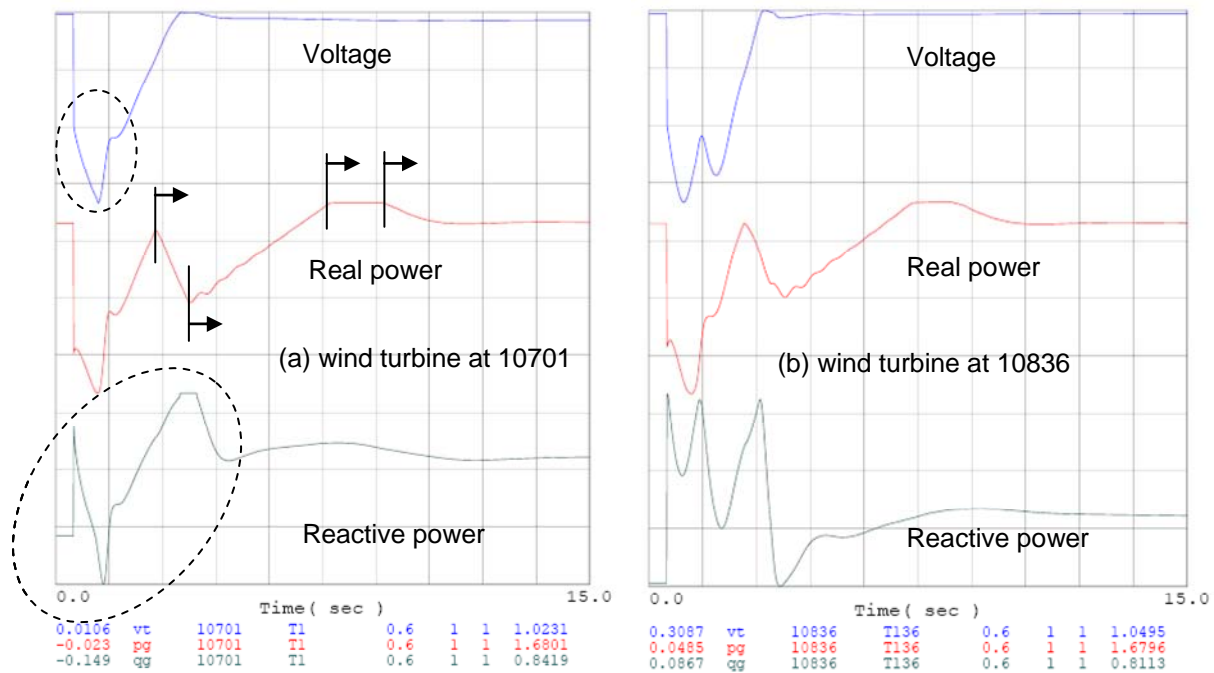 Voltage
Real power
(a) wind turbine at 10701
Reactive power
0.0 15.0
Time( sec )
0.0106 vt 10701 T1 0.6 1 1 1.0231
-0.023 pg 10701 T1 0.6 1 1 1.6801
-0.149 qg 10701 T1 0.6 1 1 0.8419
Voltage
Real power
(b) wind turbine at 10836
Reactive power
0.0 15.0
Time( sec )
0.3087 vt 10836 T136 0.6 1 1 1.0495
0.0485 pg 10836 T136 0.6 1 1 1.6796
0.0867 qg 10836 T136 0.6 1 1 0.8113